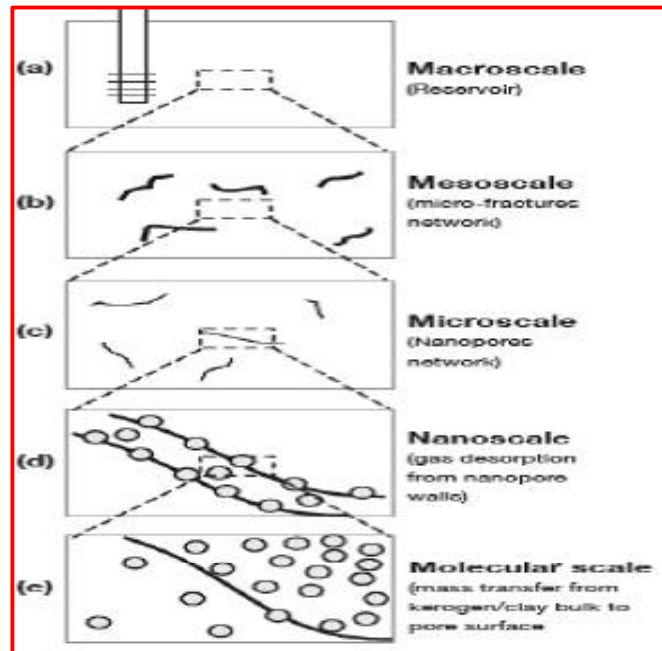 (a)
Macroscale
(Reservoir)
(b)
Mesoscale
(micro-fractures
network)
(c)
Microscale
(Nanopores
network)
(d)
Nanoscale
(gas desorption
from nanopore
walls)
(e)
Molecular scale
(mass transfer from
kerogen/clay bulk to
pore surface